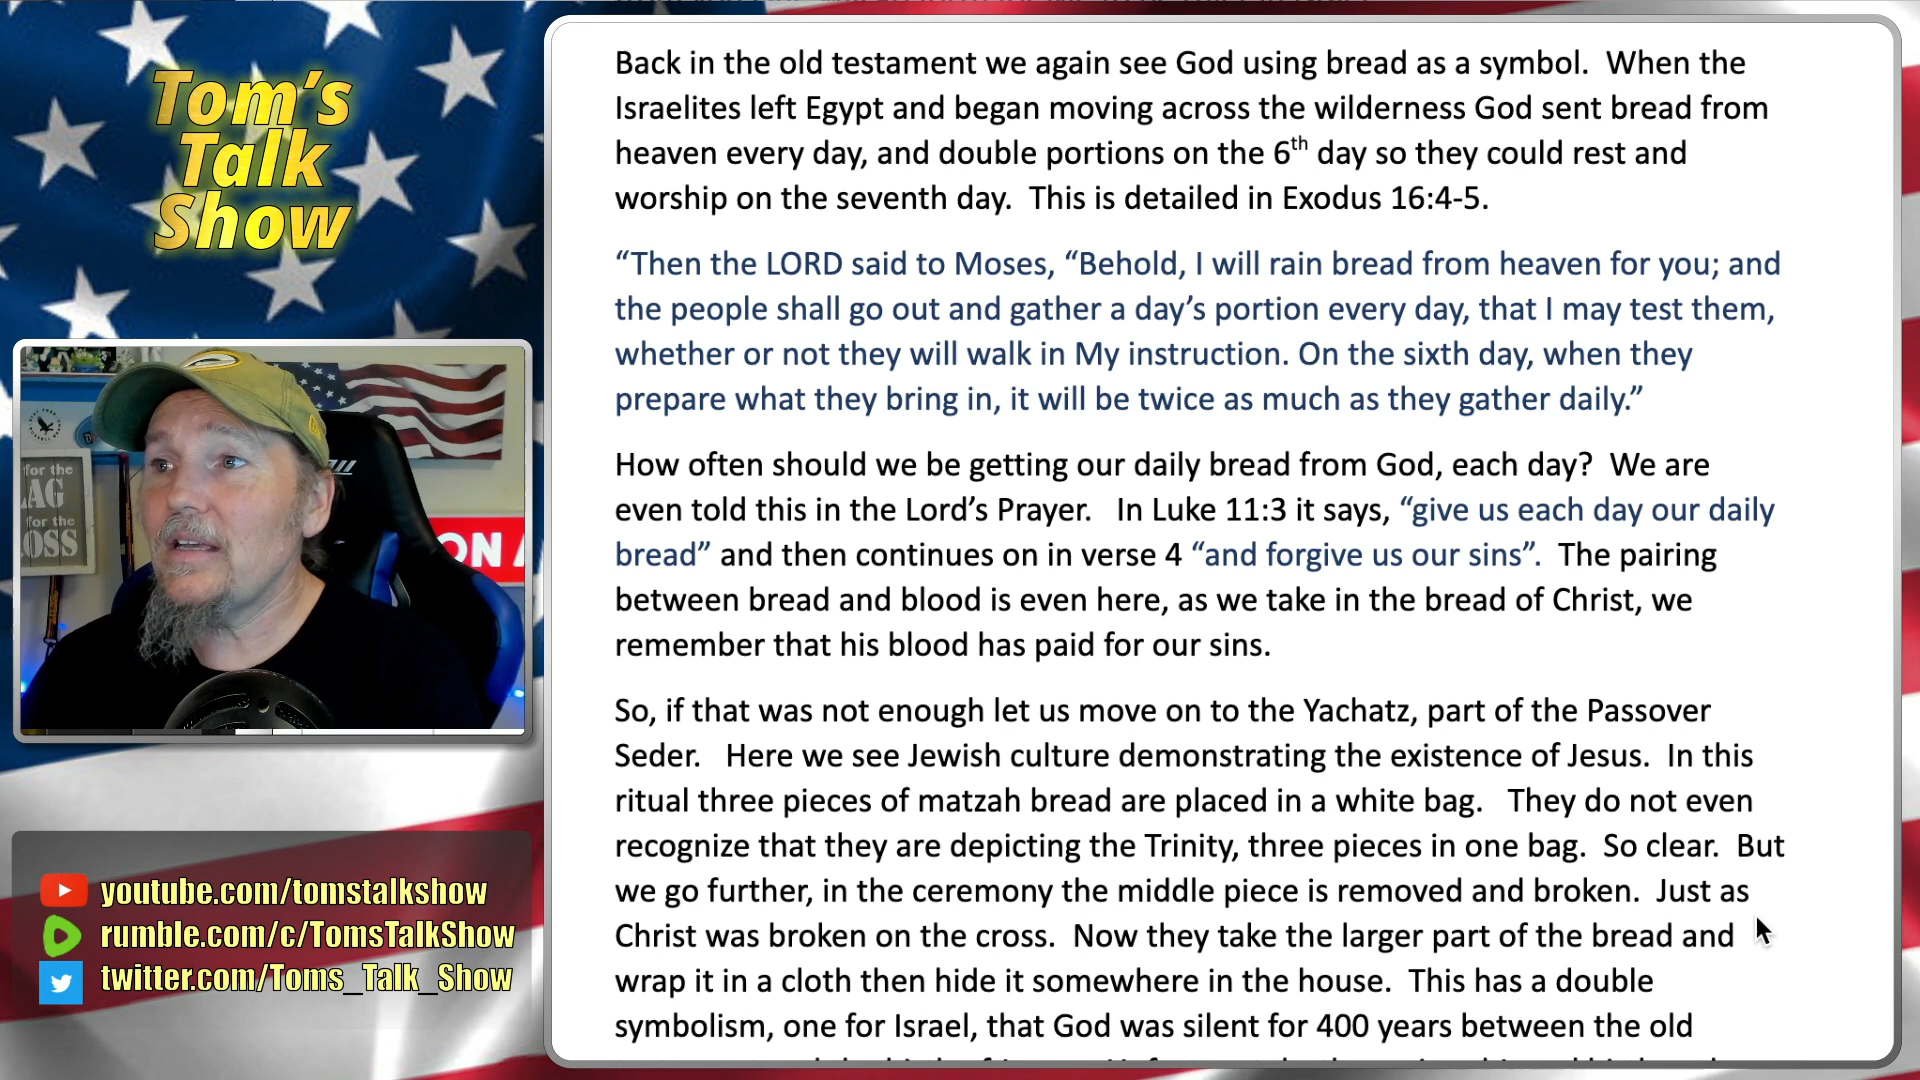 Tom's
Talk
Show
for the
AG
for the
OSS
ON A
youtube.com/tomstalkshow
rumble.com/c/TomsTalkShow
twitter.com/Toms_Talk_Show
Back in the old testament we again see God using bread as a symbol.  When the
Israelites left Egypt and began moving across the wilderness God sent bread from
heaven every day, and double portions on the 6th day so they could rest and
worship on the seventh day.  This is detailed in Exodus 16:4-5.
“Then the LORD said to Moses, “Behold, I will rain bread from heaven for you; and
the people shall go out and gather a day’s portion every day, that I may test them,
whether or not they will walk in My instruction. On the sixth day, when they
prepare what they bring in, it will be twice as much as they gather daily.”
How often should we be getting our daily bread from God, each day?  We are
even told this in the Lord’s Prayer.   In Luke 11:3 it says, “give us each day our daily
bread” and then continues on in verse 4 “and forgive us our sins”.  The pairing
between bread and blood is even here, as we take in the bread of Christ, we
remember that his blood has paid for our sins.
So, if that was not enough let us move on to the Yachatz, part of the Passover
Seder.   Here we see Jewish culture demonstrating the existence of Jesus.  In this
ritual three pieces of matzah bread are placed in a white bag.   They do not even
recognize that they are depicting the Trinity, three pieces in one bag.  So clear.  But
we go further, in the ceremony the middle piece is removed and broken.  Just as
Christ was broken on the cross.  Now they take the larger part of the bread and
wrap it in a cloth then hide it somewhere in the house.  This has a double
symbolism, one for Israel, that God was silent for 400 years between the old